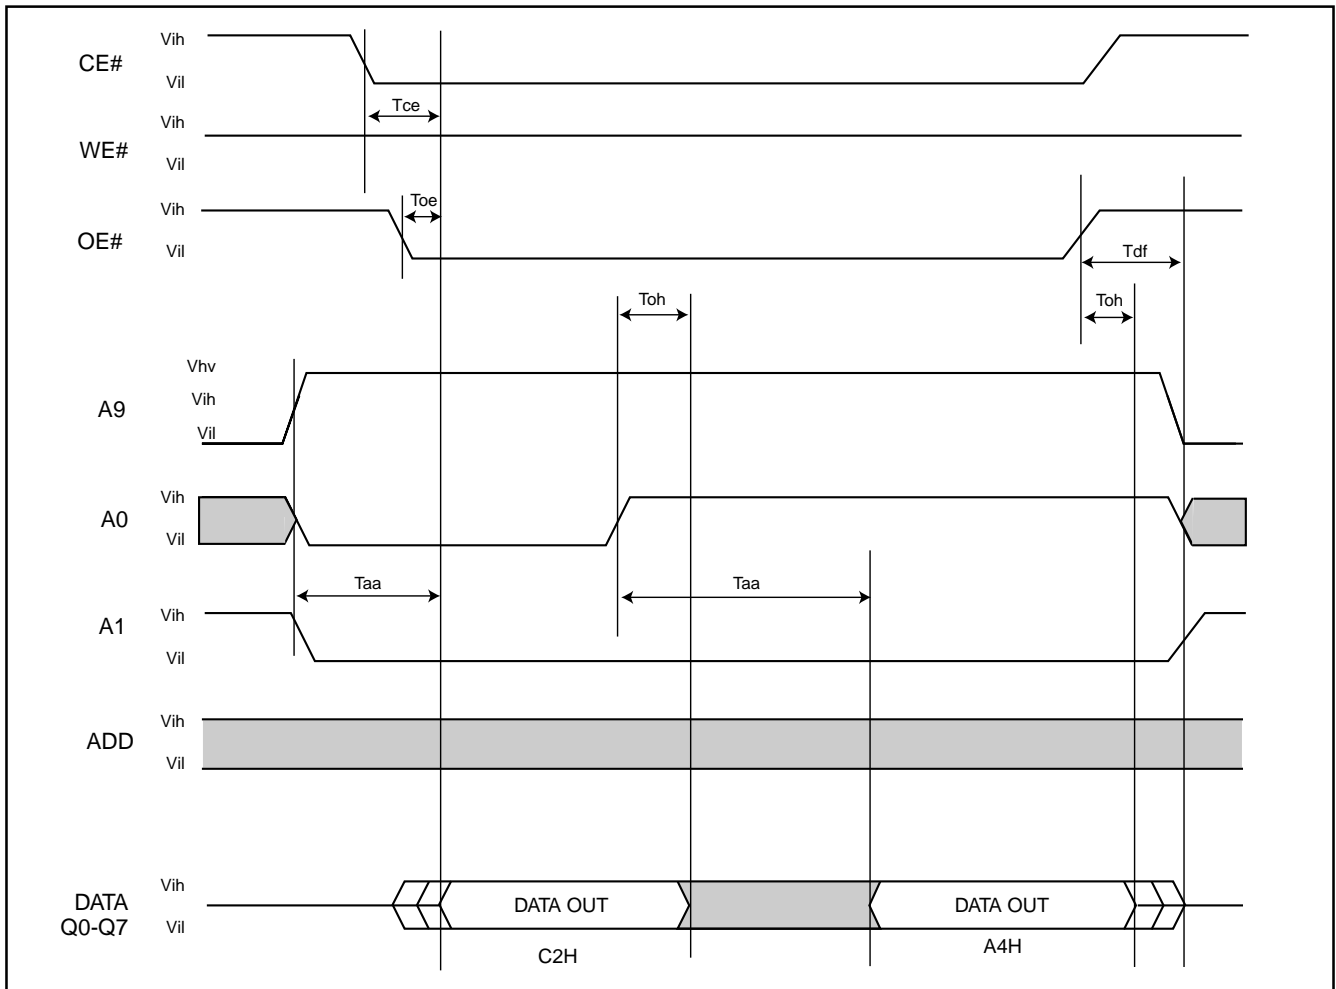 Vih
CE#
Vil
Tce
Vih
WE#
Vil
Toe
Vih
OE#
Vil
Tdf
Toh
Toh
Vhv
Vih
A9
Vil
Vih
A0
Vil
Taa
Taa
Vih
A1
Vil
Vih
ADD
Vil
Vih
DATA
Q0-Q7
DATA OUT
DATA OUT
Vil
C2H
A4H